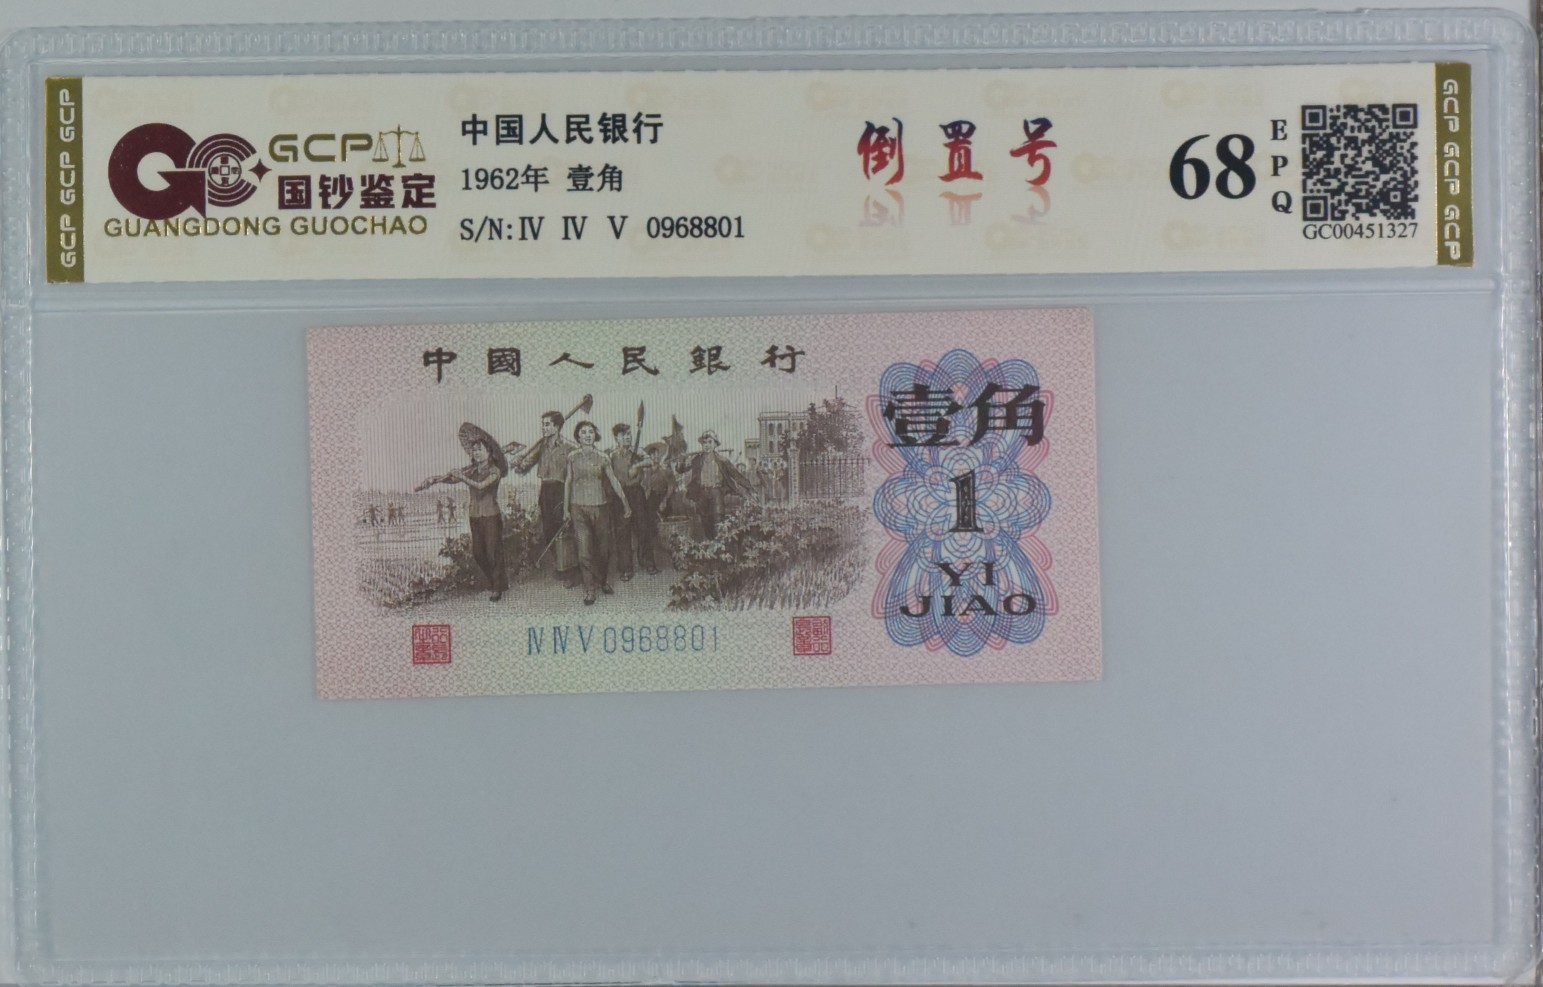 GCP GCP GCP
GCP
国钞鉴定
GUANGDONG GUOCHAO
中国人民银行
1962年 壹角
S/N:Ⅳ Ⅳ Ⅴ 0968801
倒置号
68
EPQ
GC00451327
GCP GCP GCP
中國人民銀行
壹角
1
YI
JIAO
ⅣⅣⅤ0968801